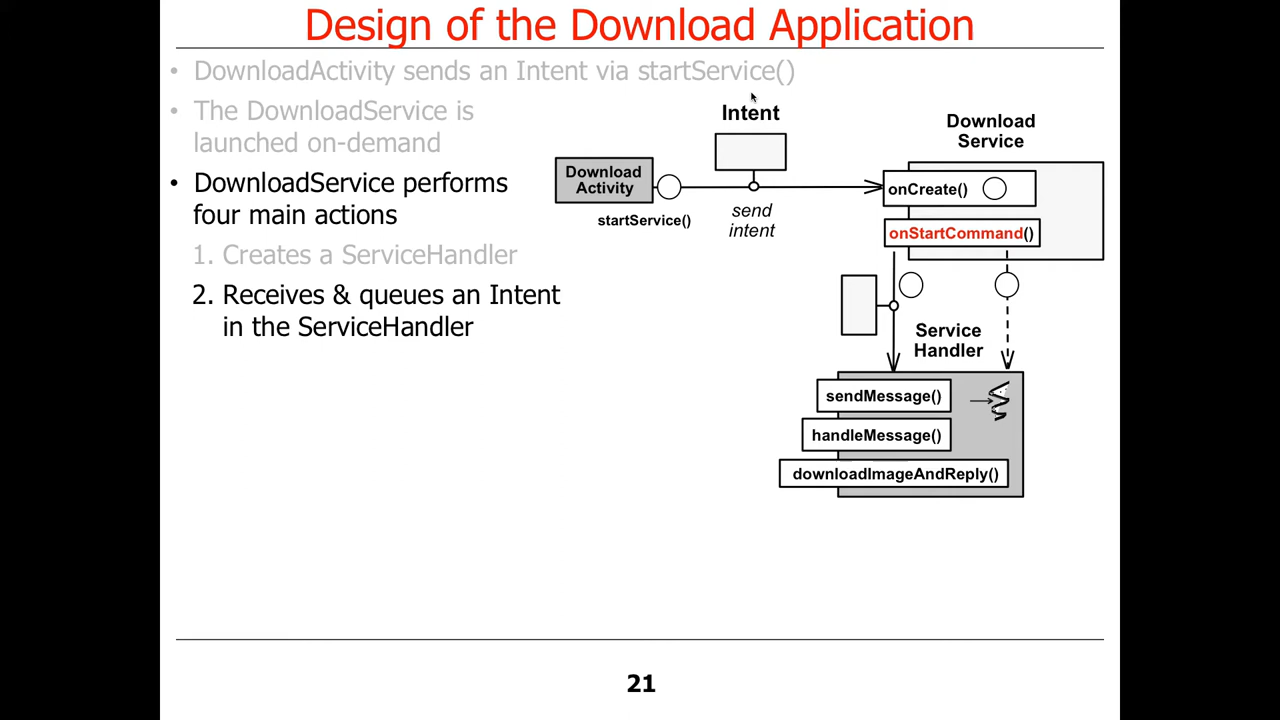 Design of the Download Application
• DownloadActivity sends an Intent via startService()
• The DownloadService is
launched on-demand
• DownloadService performs
four main actions
1. Creates a ServiceHandler
2. Receives & queues an Intent
in the ServiceHandler
Intent
Download
Activity
startService()
send
intent
Download
Service
onCreate()
onStartCommand()
Service
Handler
sendMessage()
handleMessage()
downloadImageAndReply()
21